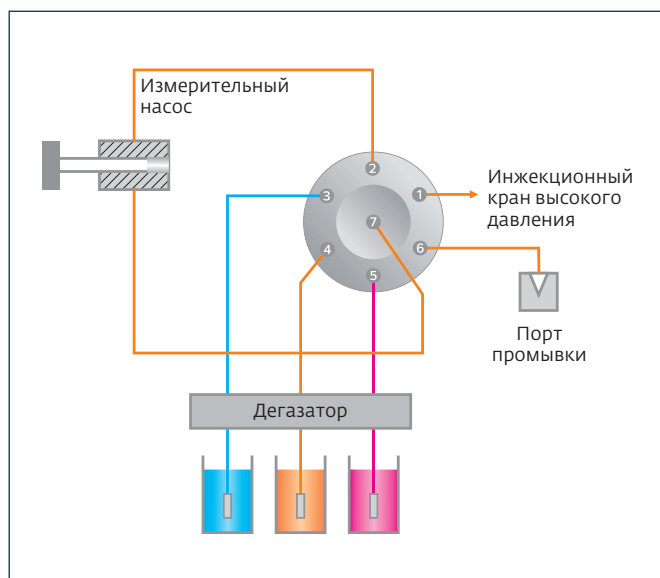 Измерительный
насос
2
3
1
7
4
6
5
Инжекционный
кран высокого
давления
Порт
промывки
Дегазатор